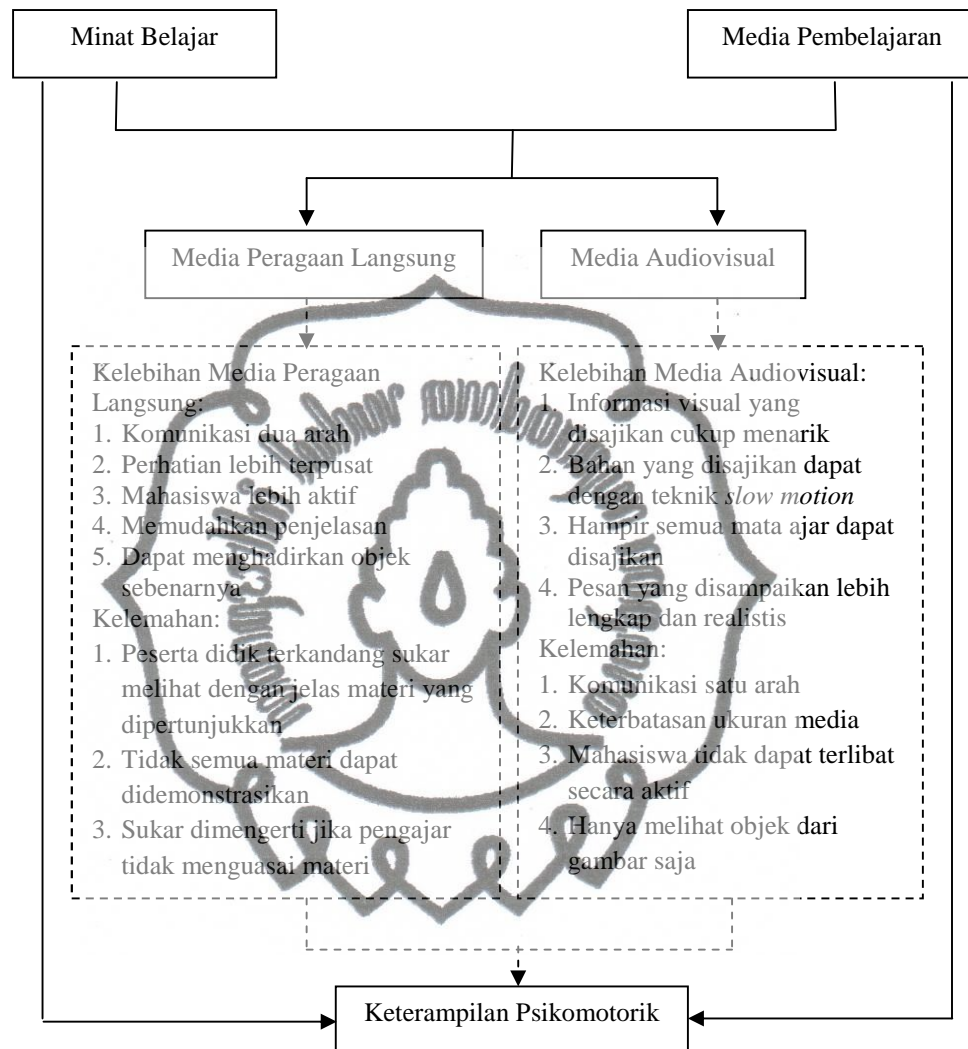 Minat Belajar
Media Pembelajaran
Media Peragaan Langsung
Media Audiovisual
Kelebihan Media Peragaan
Langsung:
1. Komunikasi dua arah
2. Perhatian lebih terpusat
3. Mahasiswa lebih aktif
4. Memudahkan penjelasan
5. Dapat menghadirkan objek
sebenarnya
Kelemahan:
1. Peserta didik terkandang sukar
melihat dengan jelas materi yang
dipertunjukkan
2. Tidak semua materi dapat
didemonstrasikan
3. Sukar dimengerti jika pengajar
tidak menguasai materi
Kelebihan Media Audiovisual:
1. Informasi visual yang
disajikan cukup menarik
2. Bahan yang disajikan dapat
dengan teknik slow motion
3. Hampir semua mata ajar dapat
disajikan
4. Pesan yang disampaikan lebih
lengkap dan realistis
Kelemahan:
1. Komunikasi satu arah
2. Keterbatasan ukuran media
3. Mahasiswa tidak dapat terlibat
secara aktif
4. Hanya melihat objek dari
gambar saja
Keterampilan Psikomotorik